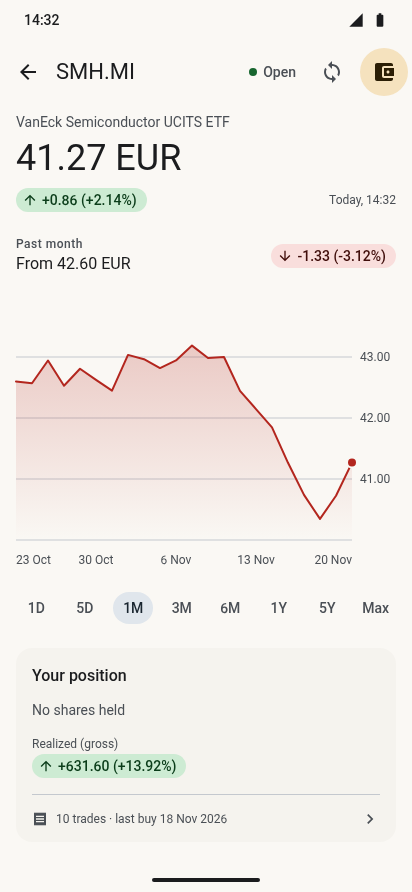 14:32
SMH.MI
Open
VanEck Semiconductor UCITS ETF
41.27 EUR
+0.86 (+2.14%)
Today, 14:32
Past month
From 42.60 EUR
-1.33 (-3.12%)
43.00
42.00
41.00
23 Oct 30 Oct 6 Nov 13 Nov 20 Nov
1D 5D 1M 3M 6M 1Y 5Y Max
Your position
No shares held
Realized (gross)
+631.60 (+13.92%)
10 trades · last buy 18 Nov 2026